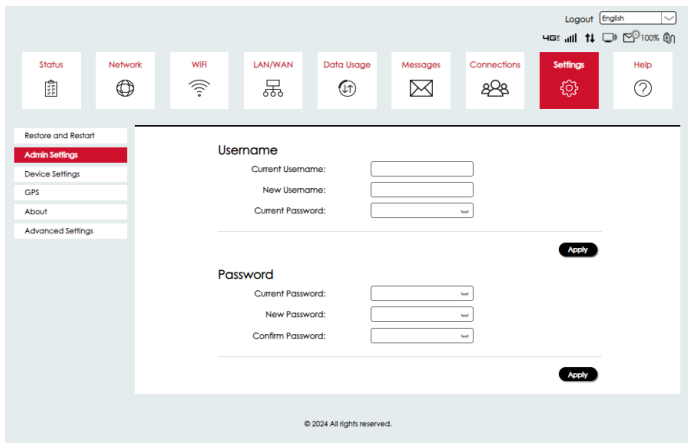 Logout English
4G 100%
Status Network WiFi LAN/WAN Data Usage Messages Connections Settings Help
Restore and Restart
Admin Settings
Device Settings
GPS
About
Advanced Settings
Username
Current Username:
New Username:
Current Password:
Apply
Password
Current Password:
New Password:
Confirm Password:
Apply
© 2024 All rights reserved.